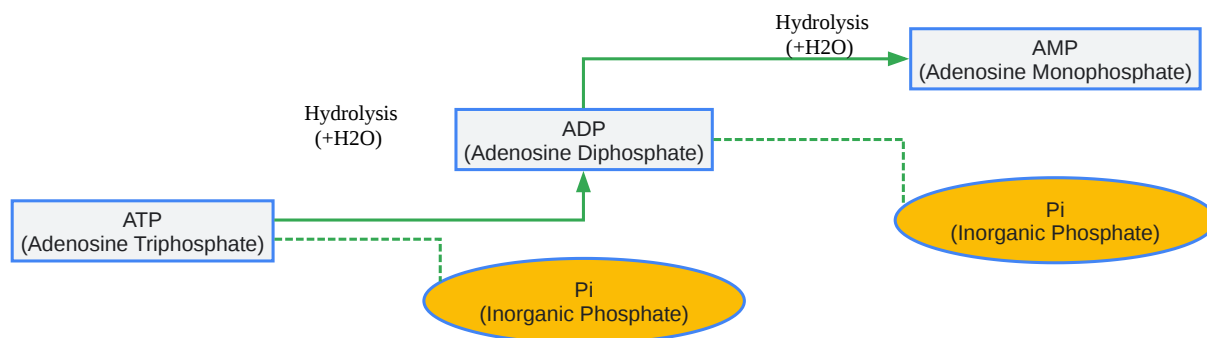 Hydrolysis
(+H2O)
AMP
(Adenosine Monophosphate)
Hydrolysis
(+H2O)
ADP
(Adenosine Diphosphate)
ATP
(Adenosine Triphosphate)
Pi
(Inorganic Phosphate)
Pi
(Inorganic Phosphate)